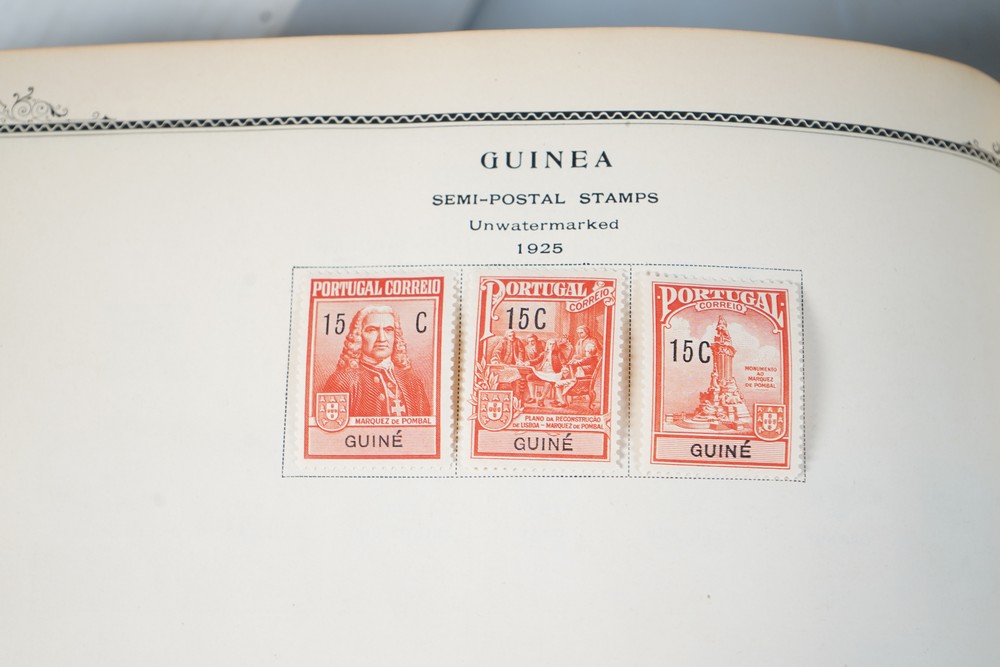 GUINEA
SEMI-POSTAL STAMPS
Unwatermarked
1925
PORTUGAL CORREIO
15 C
MARQUEZ DE POMBAL
GUINÉ
PORTUGAL
CORREIO
15C
PLANO DA RECONSTRUÇÃO
DE LISBOA - MARQUEZ DE POMBAL
GUINÉ
PORTUGAL
CORREIO
15C
MONUMENTO
AO
MARQUEZ
DE POMBAL
GUINÉ